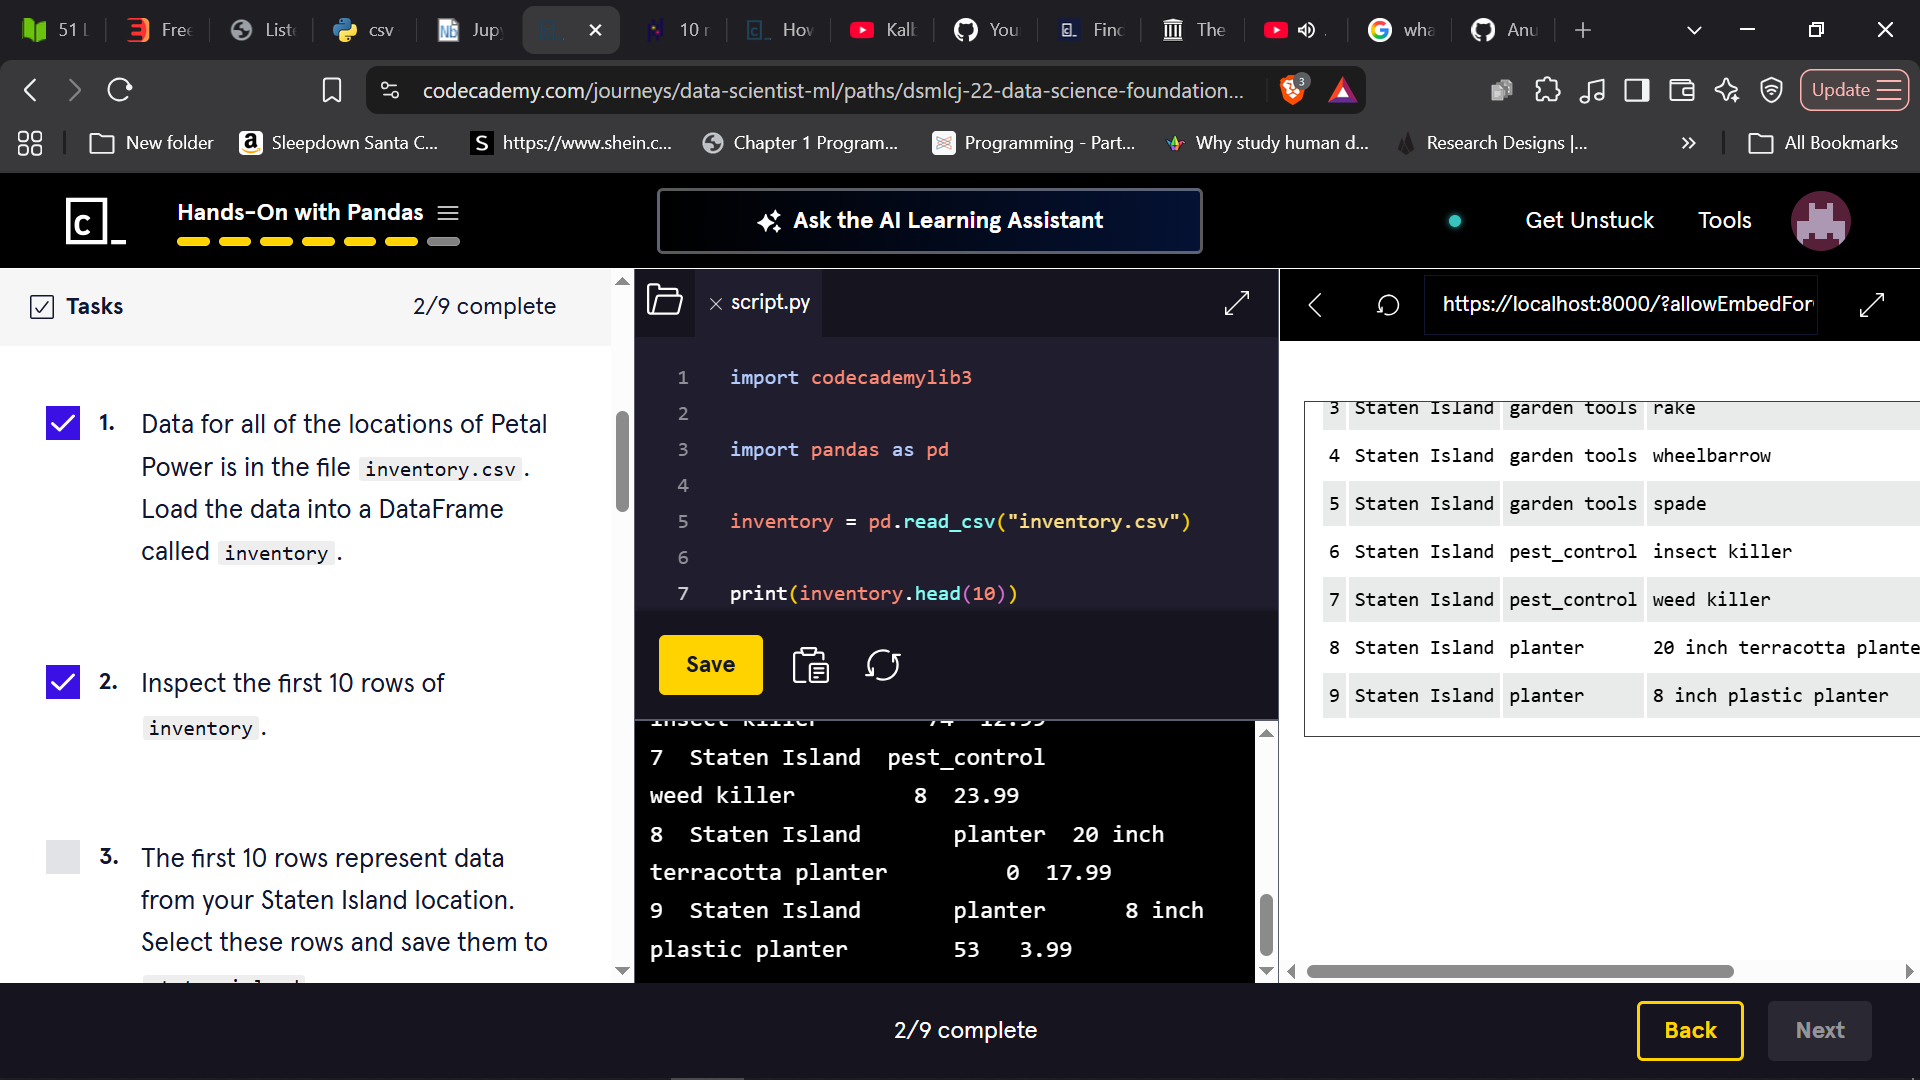 51
Free
Liste
csv
Jupy
10 r
How
Kalb
You
Finc
The
wha
Anu
codecademy.com/journeys/data-scientist-ml/paths/dsmlcj-22-data-science-foundation...
3
Update
New folder
Sleepdown Santa C...
https://www.shein.c...
Chapter 1 Program...
Programming - Part...
Why study human d...
Research Designs |...
All Bookmarks
Hands-On with Pandas
Ask the AI Learning Assistant
Get Unstuck
Tools
Tasks
2/9 complete
1. Data for all of the locations of Petal
Power is in the file inventory.csv.
Load the data into a DataFrame
called inventory.
2. Inspect the first 10 rows of
inventory.
3. The first 10 rows represent data
from your Staten Island location.
Select these rows and save them to
script.py
1 import codecademylib3
2
3 import pandas as pd
4
5 inventory = pd.read_csv("inventory.csv")
6
7 print(inventory.head(10))
Save
insect killer 74 12.99
7 Staten Island pest_control
weed killer 8 23.99
8 Staten Island planter 20 inch
terracotta planter 0 17.99
9 Staten Island planter 8 inch
plastic planter 53 3.99
https://localhost:8000/?allowEmbedFor
3 Staten Island garden tools rake
4 Staten Island garden tools wheelbarrow
5 Staten Island garden tools spade
6 Staten Island pest_control insect killer
7 Staten Island pest_control weed killer
8 Staten Island planter 20 inch terracotta plante
9 Staten Island planter 8 inch plastic planter
2/9 complete
Back
Next